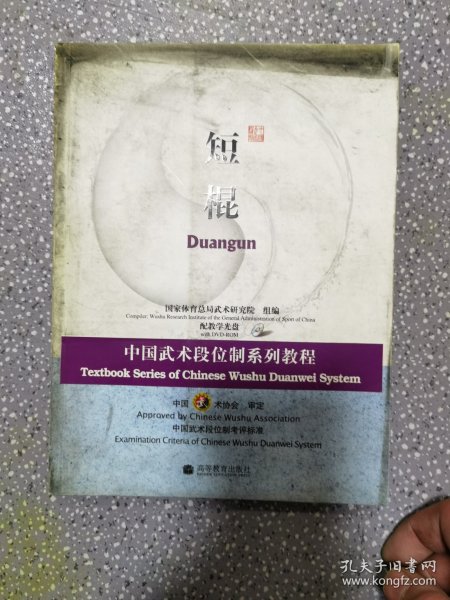 短
棍
Duangun
国家体育总局武术研究院 组编
Compiler: Wushu Research Institute of the General Administration of Sport of China
配教学光盘
with DVD-ROM
中国武术段位制系列教程
Textbook Series of Chinese Wushu Duanwei System
中国 武 术协会 审定
Approved by Chinese Wushu Association
中国武术段位制考评标准
Examination Criteria of Chinese Wushu Duanwei System
高等教育出版社
HIGHER EDUCATION PRESS
孔夫子旧书网
www.kongfz.com